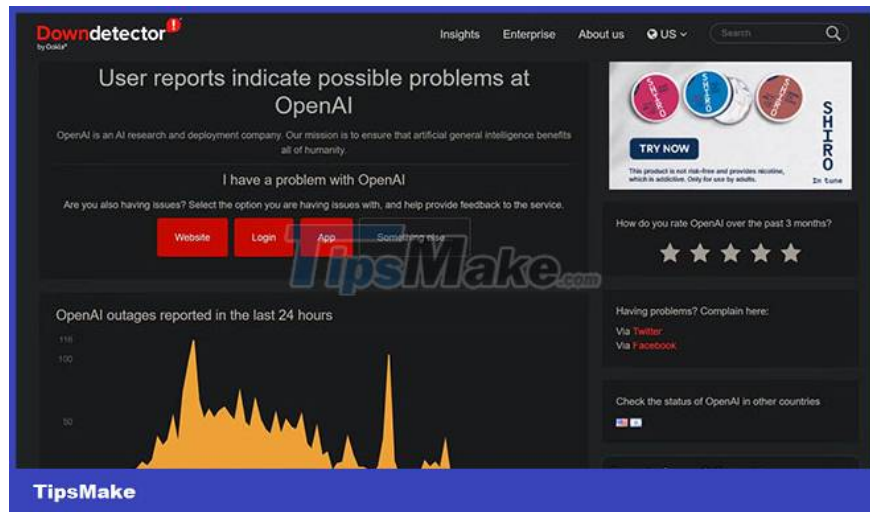 Downdetector
by Ookla
Insights Enterprise About us US Search
User reports indicate possible problems at
OpenAI
OpenAI is an AI research and deployment company. Our mission is to ensure that artificial general intelligence benefits
all of humanity.
I have a problem with OpenAI
Are you also having issues? Select the option you are having issues with, and help provide feedback to the service.
Website Login App Something else
TipsMake.com
OpenAI outages reported in the last 24 hours
116
100
50
SHIRO
SHIRO
SHIRO
SHIRO
In tune
TRY NOW
This product is not risk-free and provides nicotine,
which is addictive. Only for use by adults.
How do you rate OpenAI over the past 3 months?
Having problems? Complain here:
Via Twitter
Via Facebook
Check the status of OpenAI in other countries
TipsMake